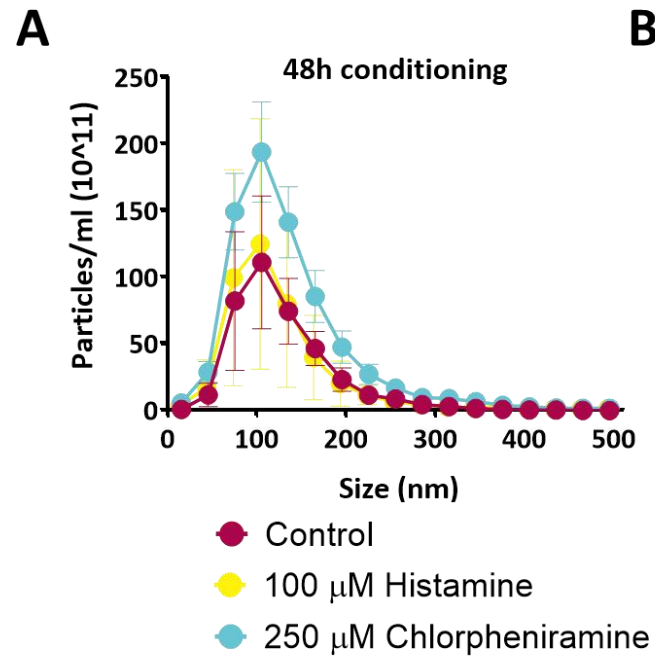 A
B
48h conditioning
Particles/ml (10^11)
250
200
150
100
50
0
0 100 200 300 400 500
Size (nm)
Control
100 μM Histamine
250 μM Chlorpheniramine